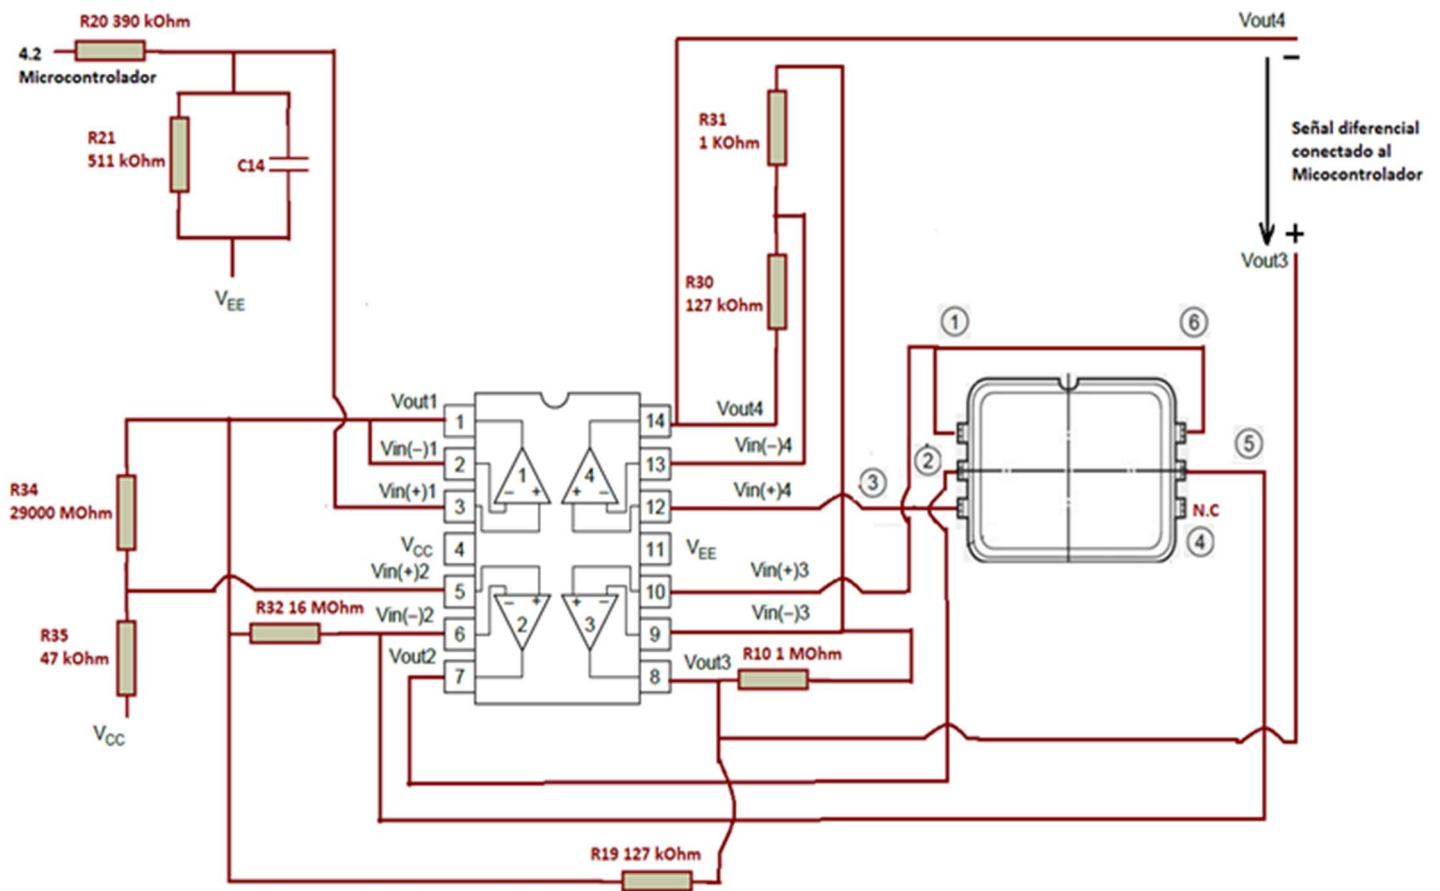 R20 390 kOhm
4.2
Microcontrolador
R21
511 kOhm
C14
VEE
R31
1 KOhm
R30
127 kOhm
Vout4
−
Señal diferencial
conectado al
Micocontrolador
+
Vout3
1
6
2
5
3
N.C
4
R34
29000 MOhm
R35
47 kOhm
VCC
R32 16 MOhm
Vout1
Vin(−)1
Vin(+)1
VCC
Vin(+)2
Vin(−)2
Vout2
1
2
3
4
5
6
7
1
− +
4
+ −
2
− +
3
+ −
14
13
12
11
10
9
8
Vout4
Vin(−)4
Vin(+)4
VEE
Vin(+)3
Vin(−)3
Vout3
R10 1 MOhm
R19 127 kOhm